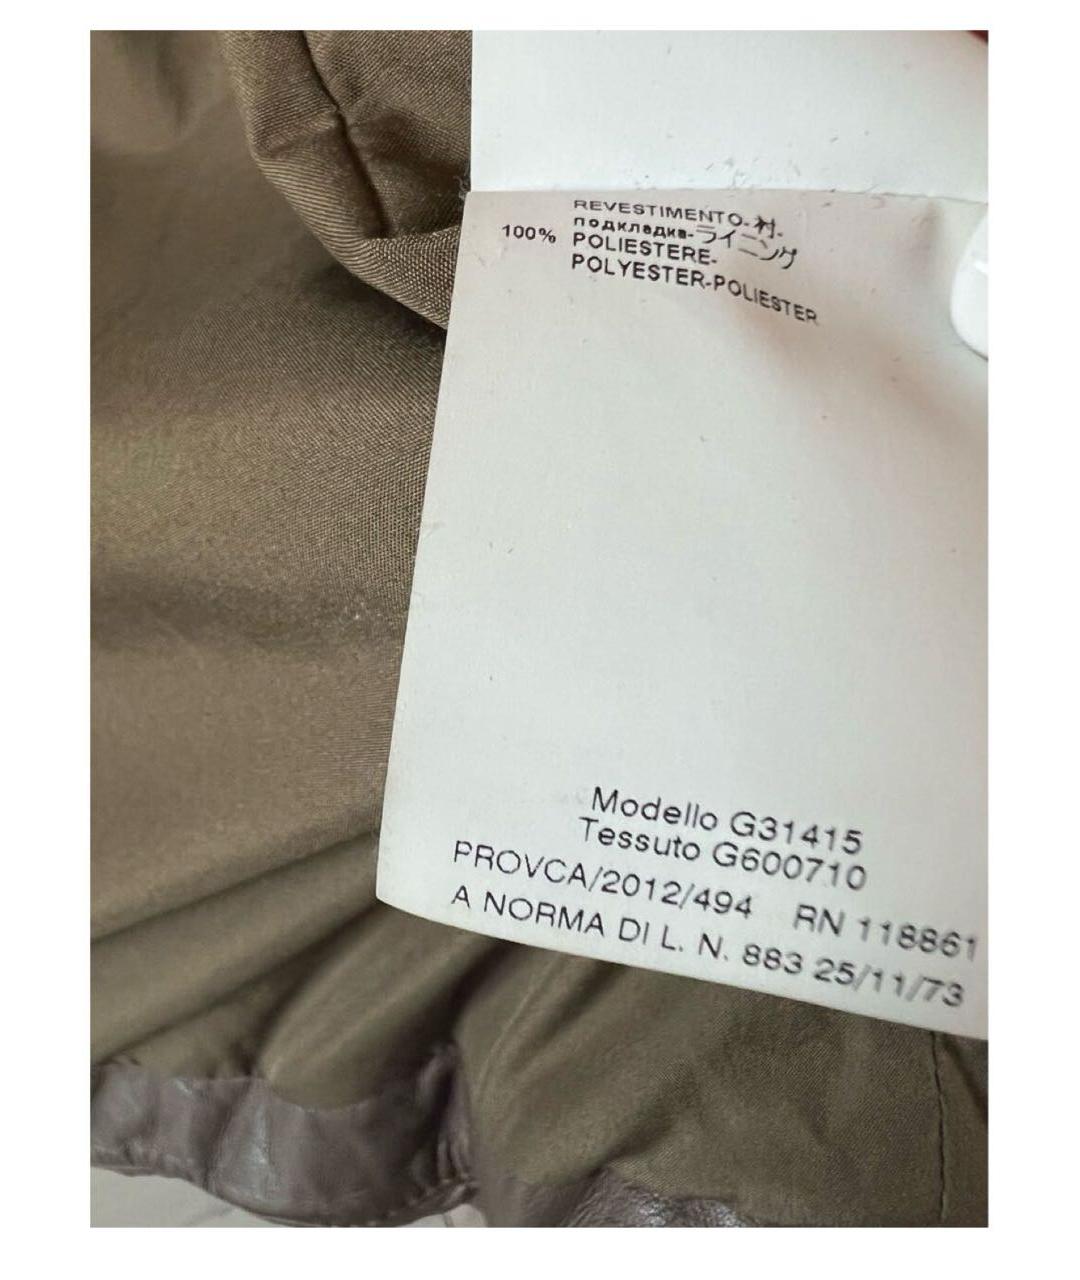 REVESTIMENTO-衬-
подкладка-ライニング
100% POLIESTERE-
POLYESTER-POLIESTER
Modello G31415
Tessuto G600710
PROVCA/2012/494 RN 118861
A NORMA DI L. N. 883 25/11/73